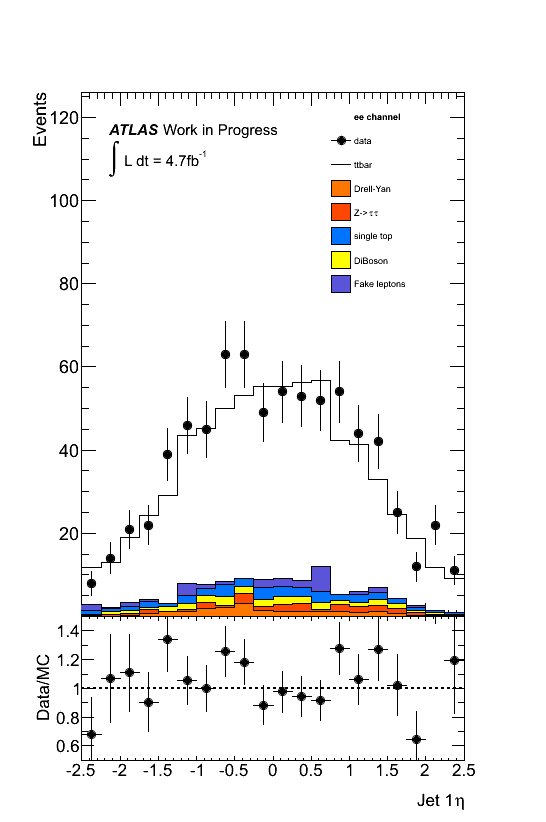 Events
120
100
80
60
40
20
ATLAS Work in Progress
∫ L dt = 4.7fb⁻¹
ee channel
data
ttbar
Drell-Yan
Z->ττ
single top
DiBoson
Fake leptons
Data/MC
1.4
1.2
1
0.8
0.6
-2.5 -2 -1.5 -1 -0.5 0 0.5 1 1.5 2 2.5
Jet 1η